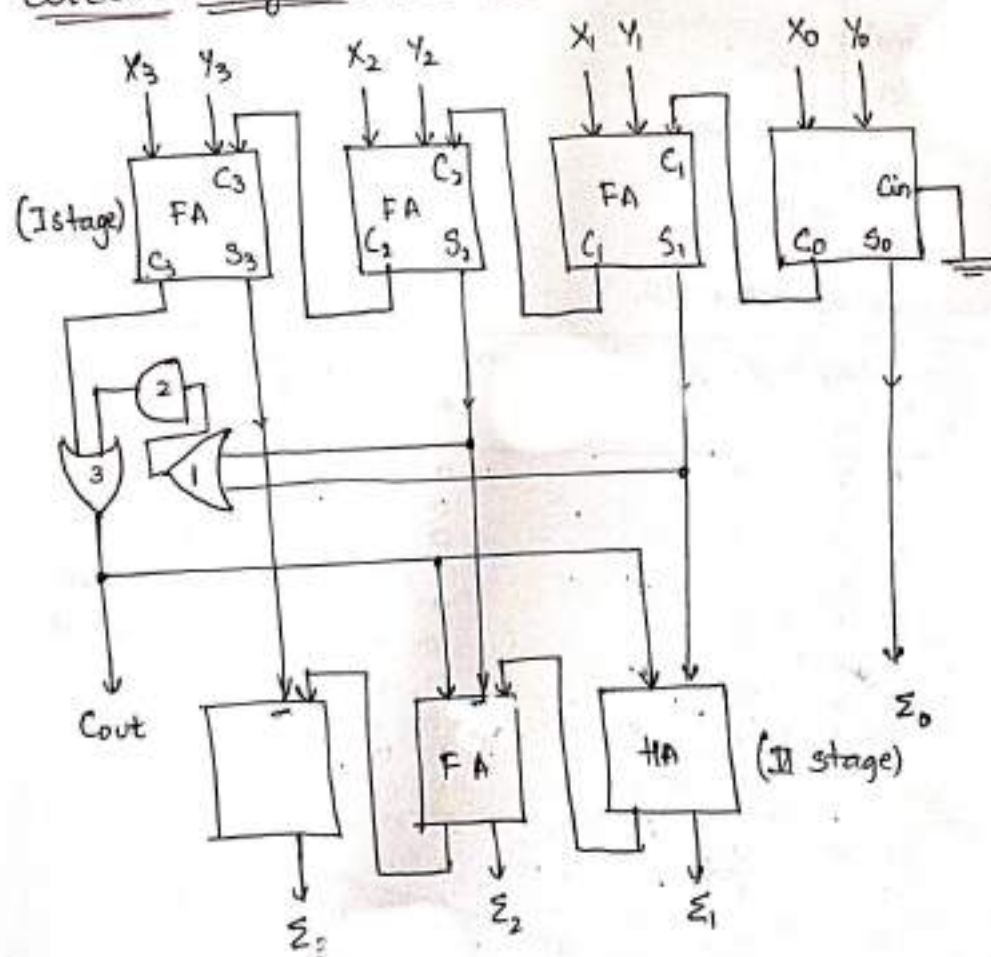 X3 Y3 X2 Y2 X1 Y1 X0 Y0
C3 C2 C1
(I stage) FA FA FA Cin
C3 S3 C2 S2 C1 S1 C0 S0
2
3 1
Cout Σ0
FA HA (II stage)
Σ2 Σ1